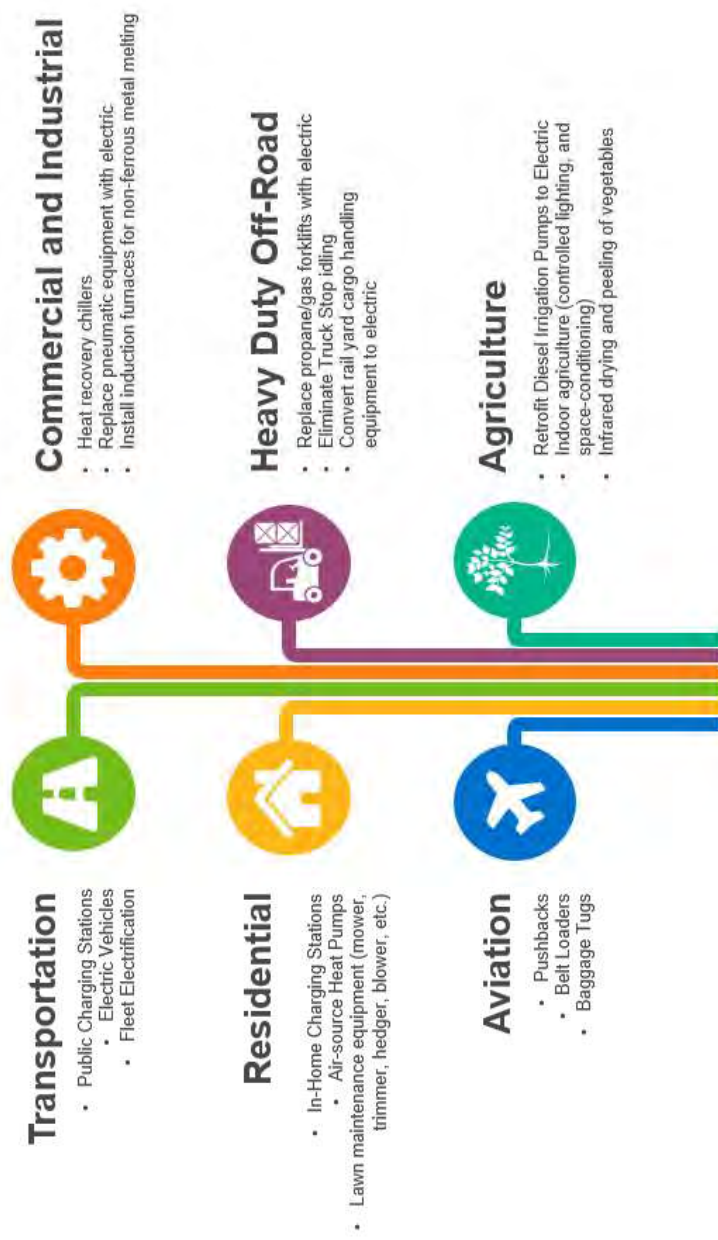 Transportation
• Public Charging Stations
• Electric Vehicles
• Fleet Electrification
Commercial and Industrial
• Heat recovery chillers
• Replace pneumatic equipment with electric
• Install induction furnaces for non-ferrous metal melting
Residential
• In-Home Charging Stations
• Air-source Heat Pumps
• Lawn maintenance equipment (mower,
trimmer, hedger, blower, etc.)
Heavy Duty Off-Road
• Replace propane/gas forklifts with electric
• Eliminate Truck Stop idling
• Convert rail yard cargo handling
equipment to electric
Aviation
• Pushbacks
• Belt Loaders
• Baggage Tugs
Agriculture
• Retrofit Diesel Irrigation Pumps to Electric
• Indoor agriculture (controlled lighting, and
space-conditioning)
• Infrared drying and peeling of vegetables